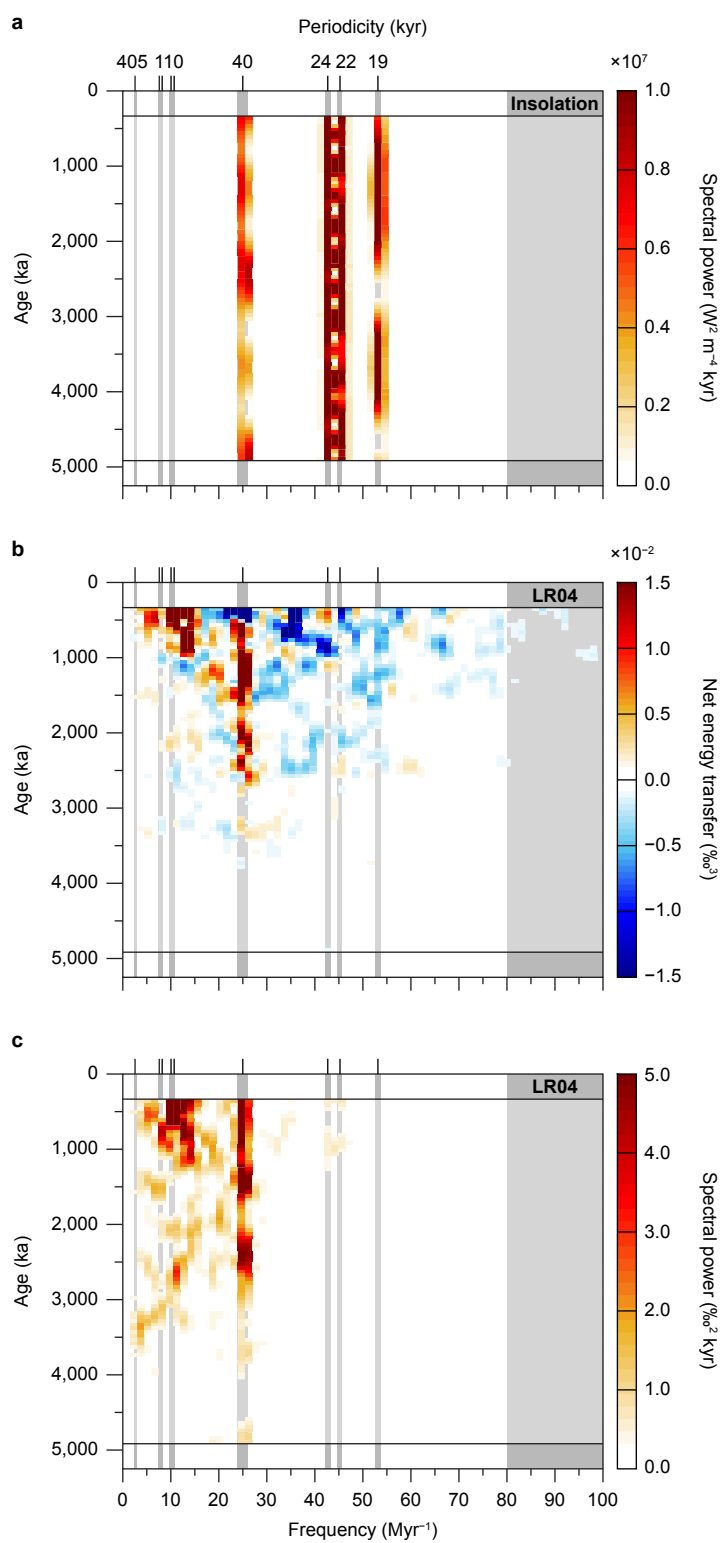 a
Periodicity (kyr)
405 110 40 24 22 19
×10⁷
0
1,000
2,000
3,000
4,000
5,000
Age (ka)
Insolation
1.0
0.8
0.6
0.4
0.2
0.0
Spectral power (W² m⁻⁴ kyr)
b
×10⁻²
0
1,000
2,000
3,000
4,000
5,000
Age (ka)
LR04
1.5
1.0
0.5
0.0
−0.5
−1.0
−1.5
Net energy transfer (‰³)
c
0
1,000
2,000
3,000
4,000
5,000
Age (ka)
LR04
5.0
4.0
3.0
2.0
1.0
0.0
Spectral power (‰² kyr)
0 10 20 30 40 50 60 70 80 90 100
Frequency (Myr⁻¹)